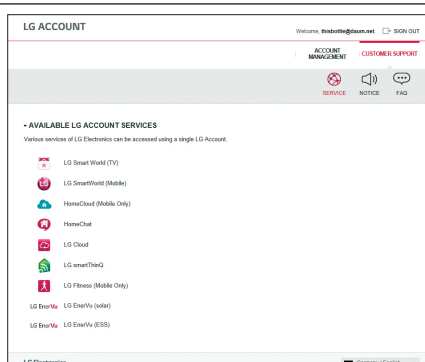 LG ACCOUNT
Welcome, thisbottle@daum.net SIGN OUT
ACCOUNT MANAGEMENT
CUSTOMER SUPPORT
SERVICE NOTICE FAQ
AVAILABLE LG ACCOUNT SERVICES
Various services of LG Electronics can be accessed using a single LG Account.
LG Smart World (TV)
LG LG SmartWorld (Mobile)
HomeCloud (Mobile Only)
HomeChat
LG Cloud
LG smartThinQ
LG Fitness (Mobile Only)
LG EnerVu LG EnerVu (solar)
LG EnerVu LG EnerVu (ESS)
LG Electronics Germany / English